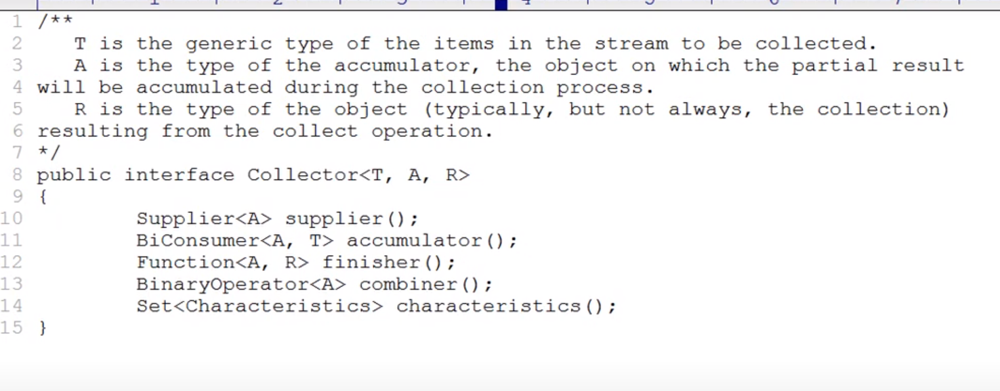 1 /**
2 T is the generic type of the items in the stream to be collected.
3 A is the type of the accumulator, the object on which the partial result
4 will be accumulated during the collection process.
5 R is the type of the object (typically, but not always, the collection)
6 resulting from the collect operation.
7 */
8 public interface Collector<T, A, R>
9 {
10 Supplier<A> supplier();
11 BiConsumer<A, T> accumulator();
12 Function<A, R> finisher();
13 BinaryOperator<A> combiner();
14 Set<Characteristics> characteristics();
15 }